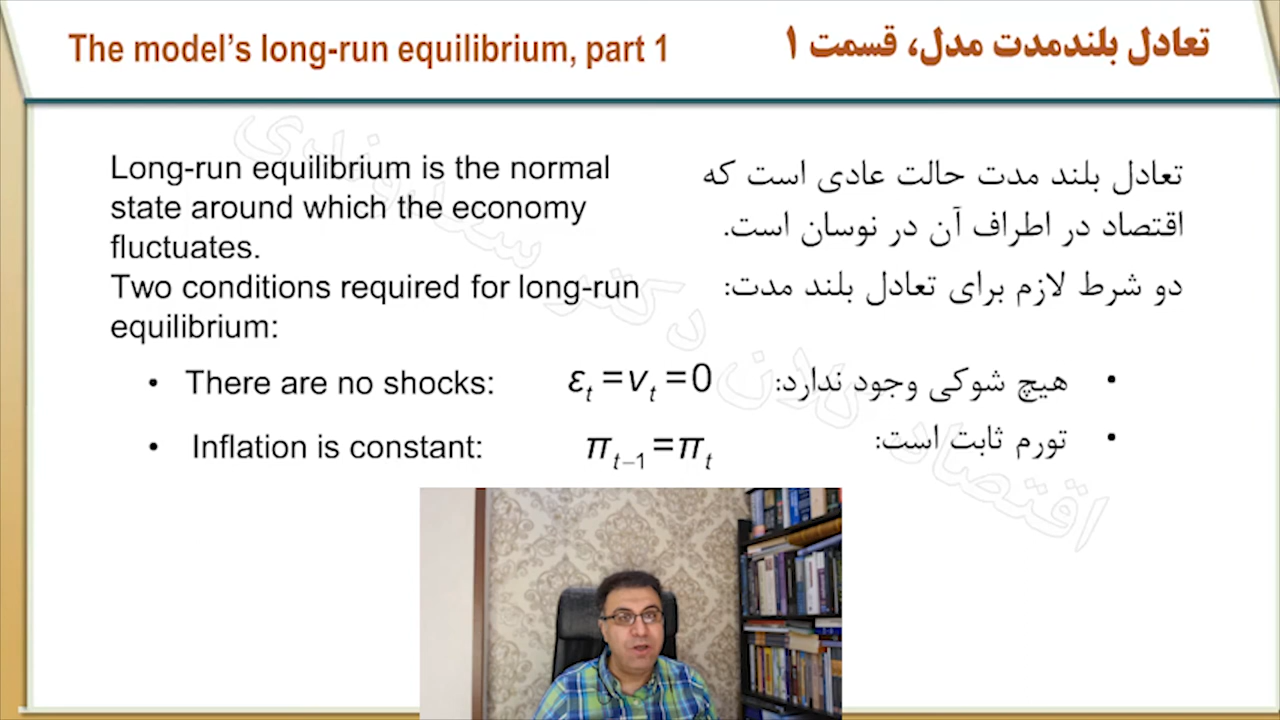 The model's long-run equilibrium, part 1
تعادل بلندمدت مدل، قسمت ۱
Long-run equilibrium is the normal
state around which the economy
fluctuates.
Two conditions required for long-run
equilibrium:
• There are no shocks:
• Inflation is constant:
تعادل بلند مدت حالت عادی است که
اقتصاد در اطراف آن در نوسان است.
دو شرط لازم برای تعادل بلند مدت:
• هیچ شوکی وجود ندارد:
• تورم ثابت است:
εt =vt =0
πt−1 =πt
اقتصاد کلان دکتر